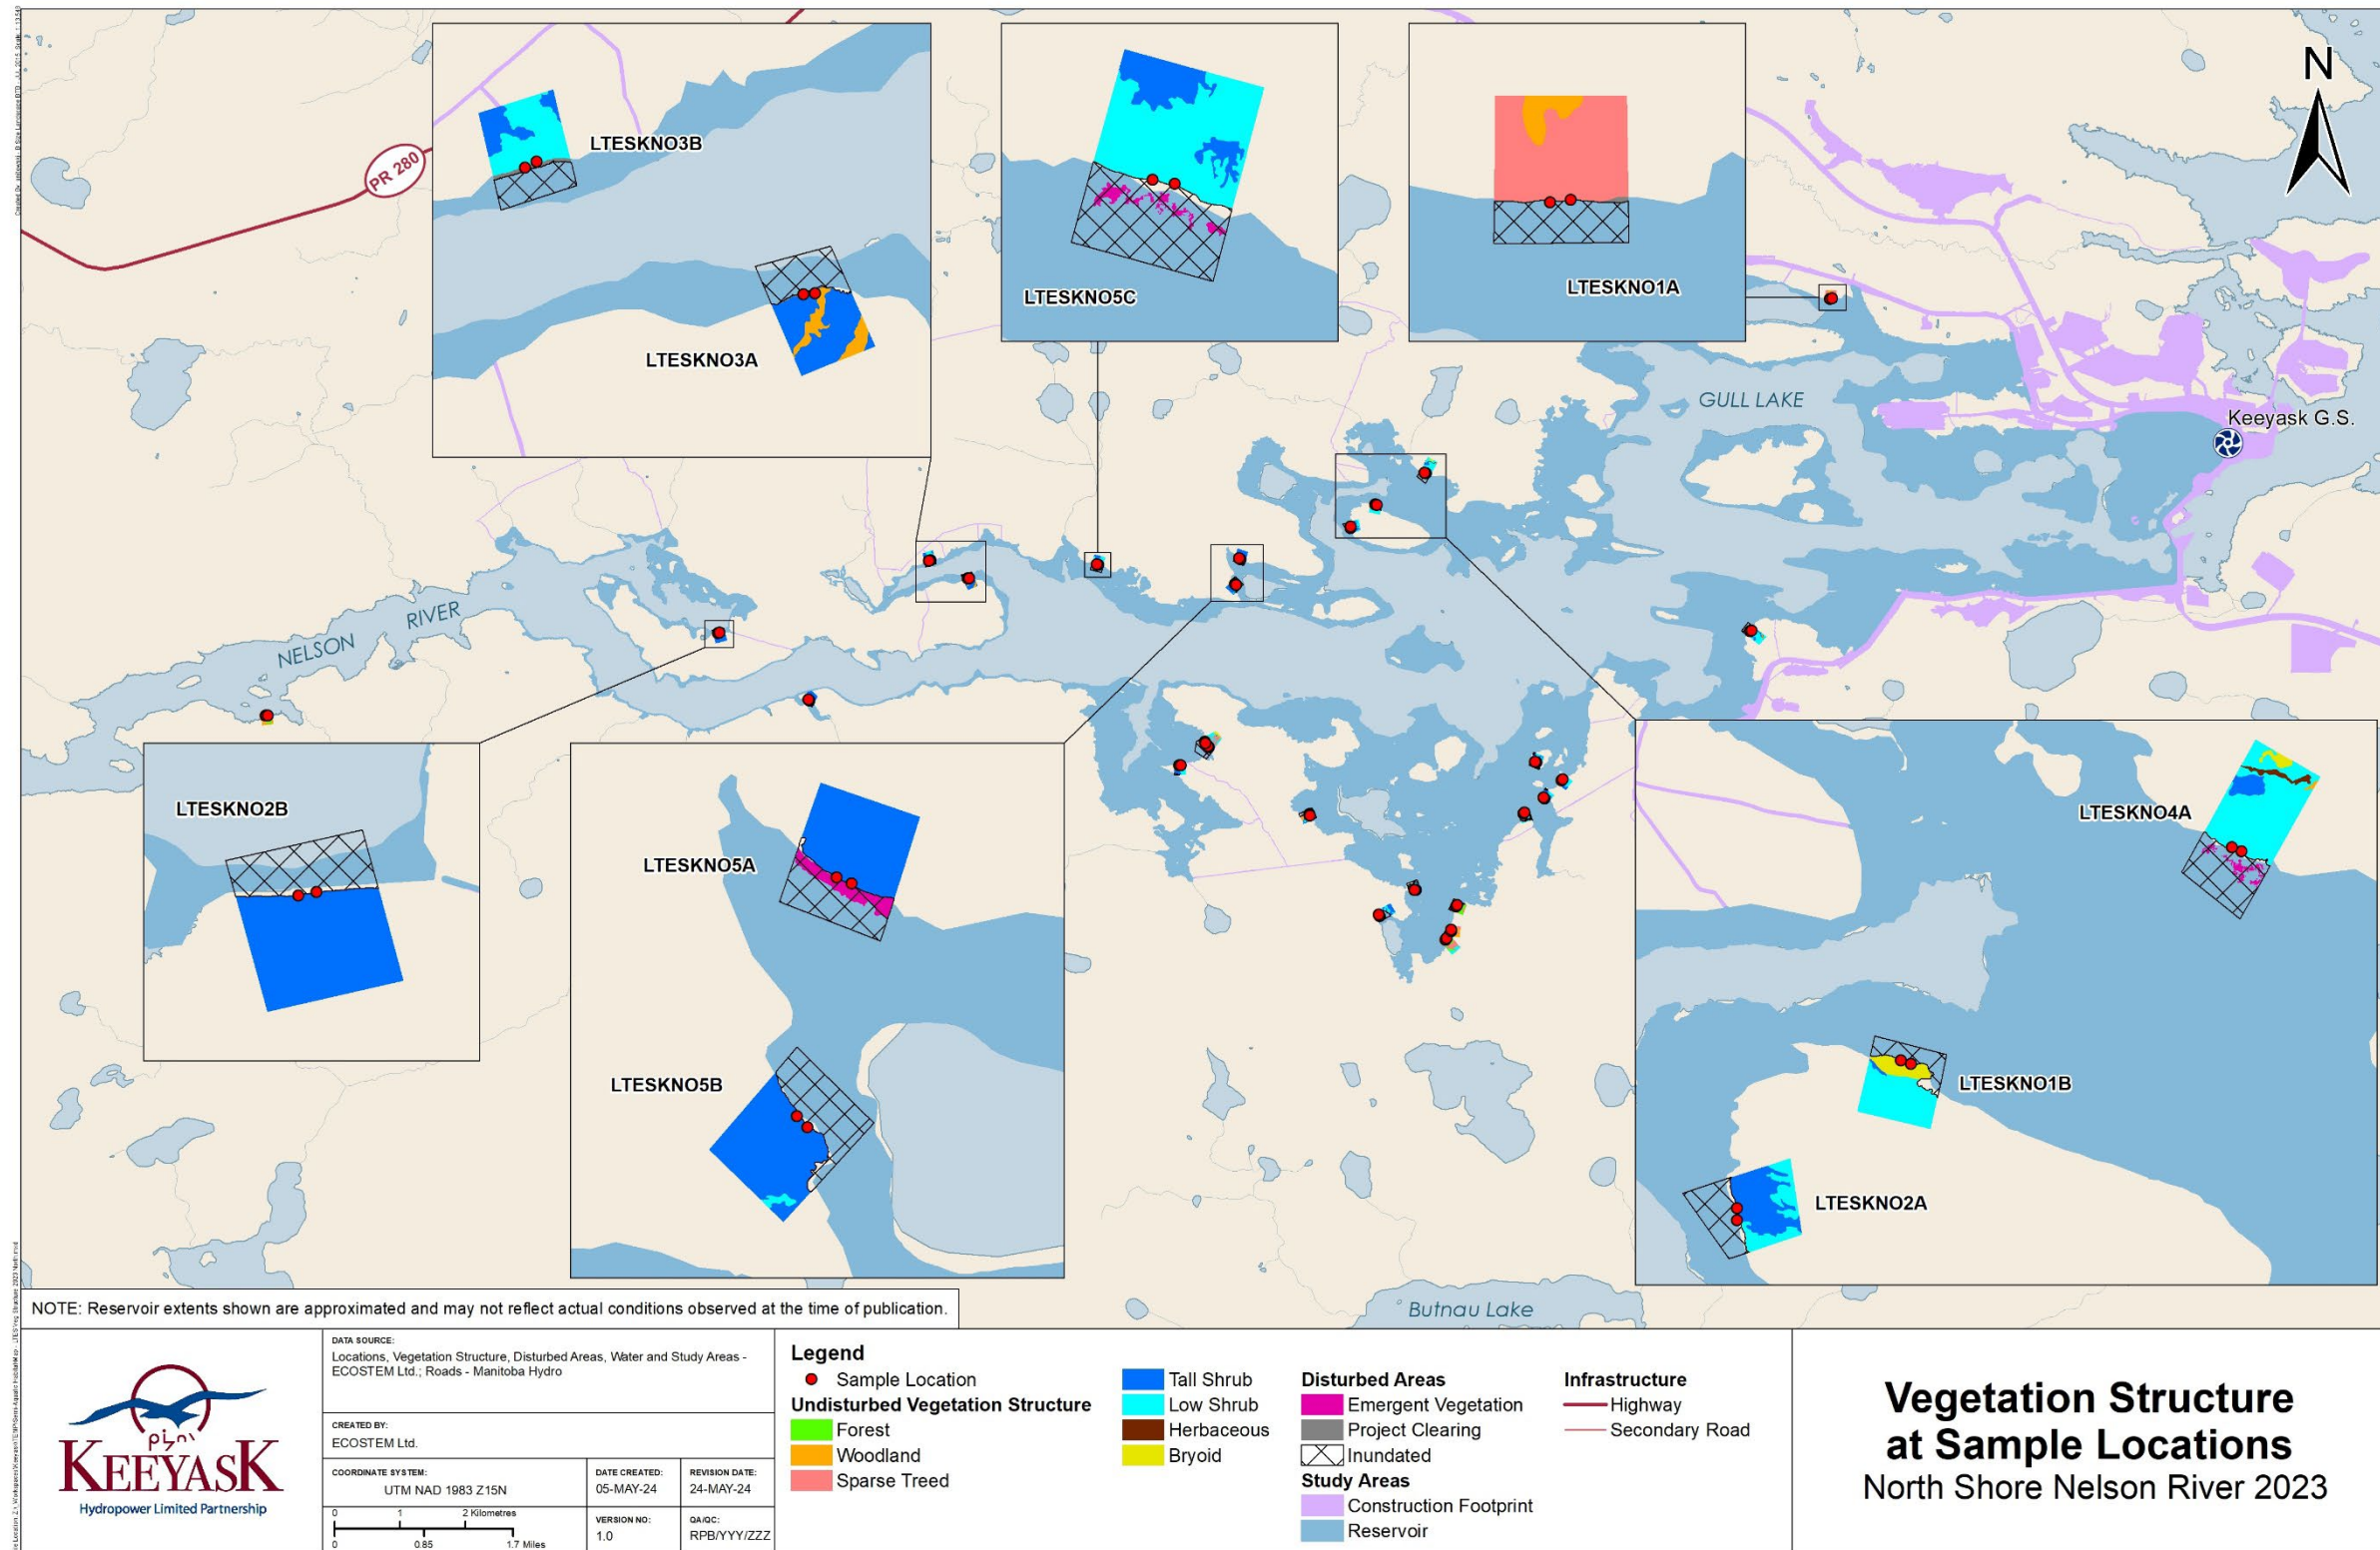 N
LTESKNO3B
PR 280
LTESKNO3A
LTESKNO5C
LTESKNO1A
GULL LAKE
Keeyask G.S.
NELSON RIVER
LTESKNO2B
LTESKNO5A
LTESKNO5B
LTESKNO4A
LTESKNO1B
LTESKNO2A
Butnau Lake
NOTE: Reservoir extents shown are approximated and may not reflect actual conditions observed at the time of publication.
KEEYASK
Hydropower Limited Partnership
DATA SOURCE:
Locations, Vegetation Structure, Disturbed Areas, Water and Study Areas -
ECOSTEM Ltd.; Roads - Manitoba Hydro
CREATED BY:
ECOSTEM Ltd.
COORDINATE SYSTEM:
UTM NAD 1983 Z15N
DATE CREATED:
05-MAY-24
REVISION DATE:
24-MAY-24
0 1 2 Kilometres
0 0.85 1.7 Miles
VERSION NO:
1.0
QA/QC:
RPB/YYY/ZZZ
Legend
Sample Location
Undisturbed Vegetation Structure
Forest
Woodland
Sparse Treed
Tall Shrub
Low Shrub
Herbaceous
Bryoid
Disturbed Areas
Emergent Vegetation
Project Clearing
Inundated
Study Areas
Construction Footprint
Reservoir
Infrastructure
Highway
Secondary Road
Vegetation Structure
at Sample Locations
North Shore Nelson River 2023